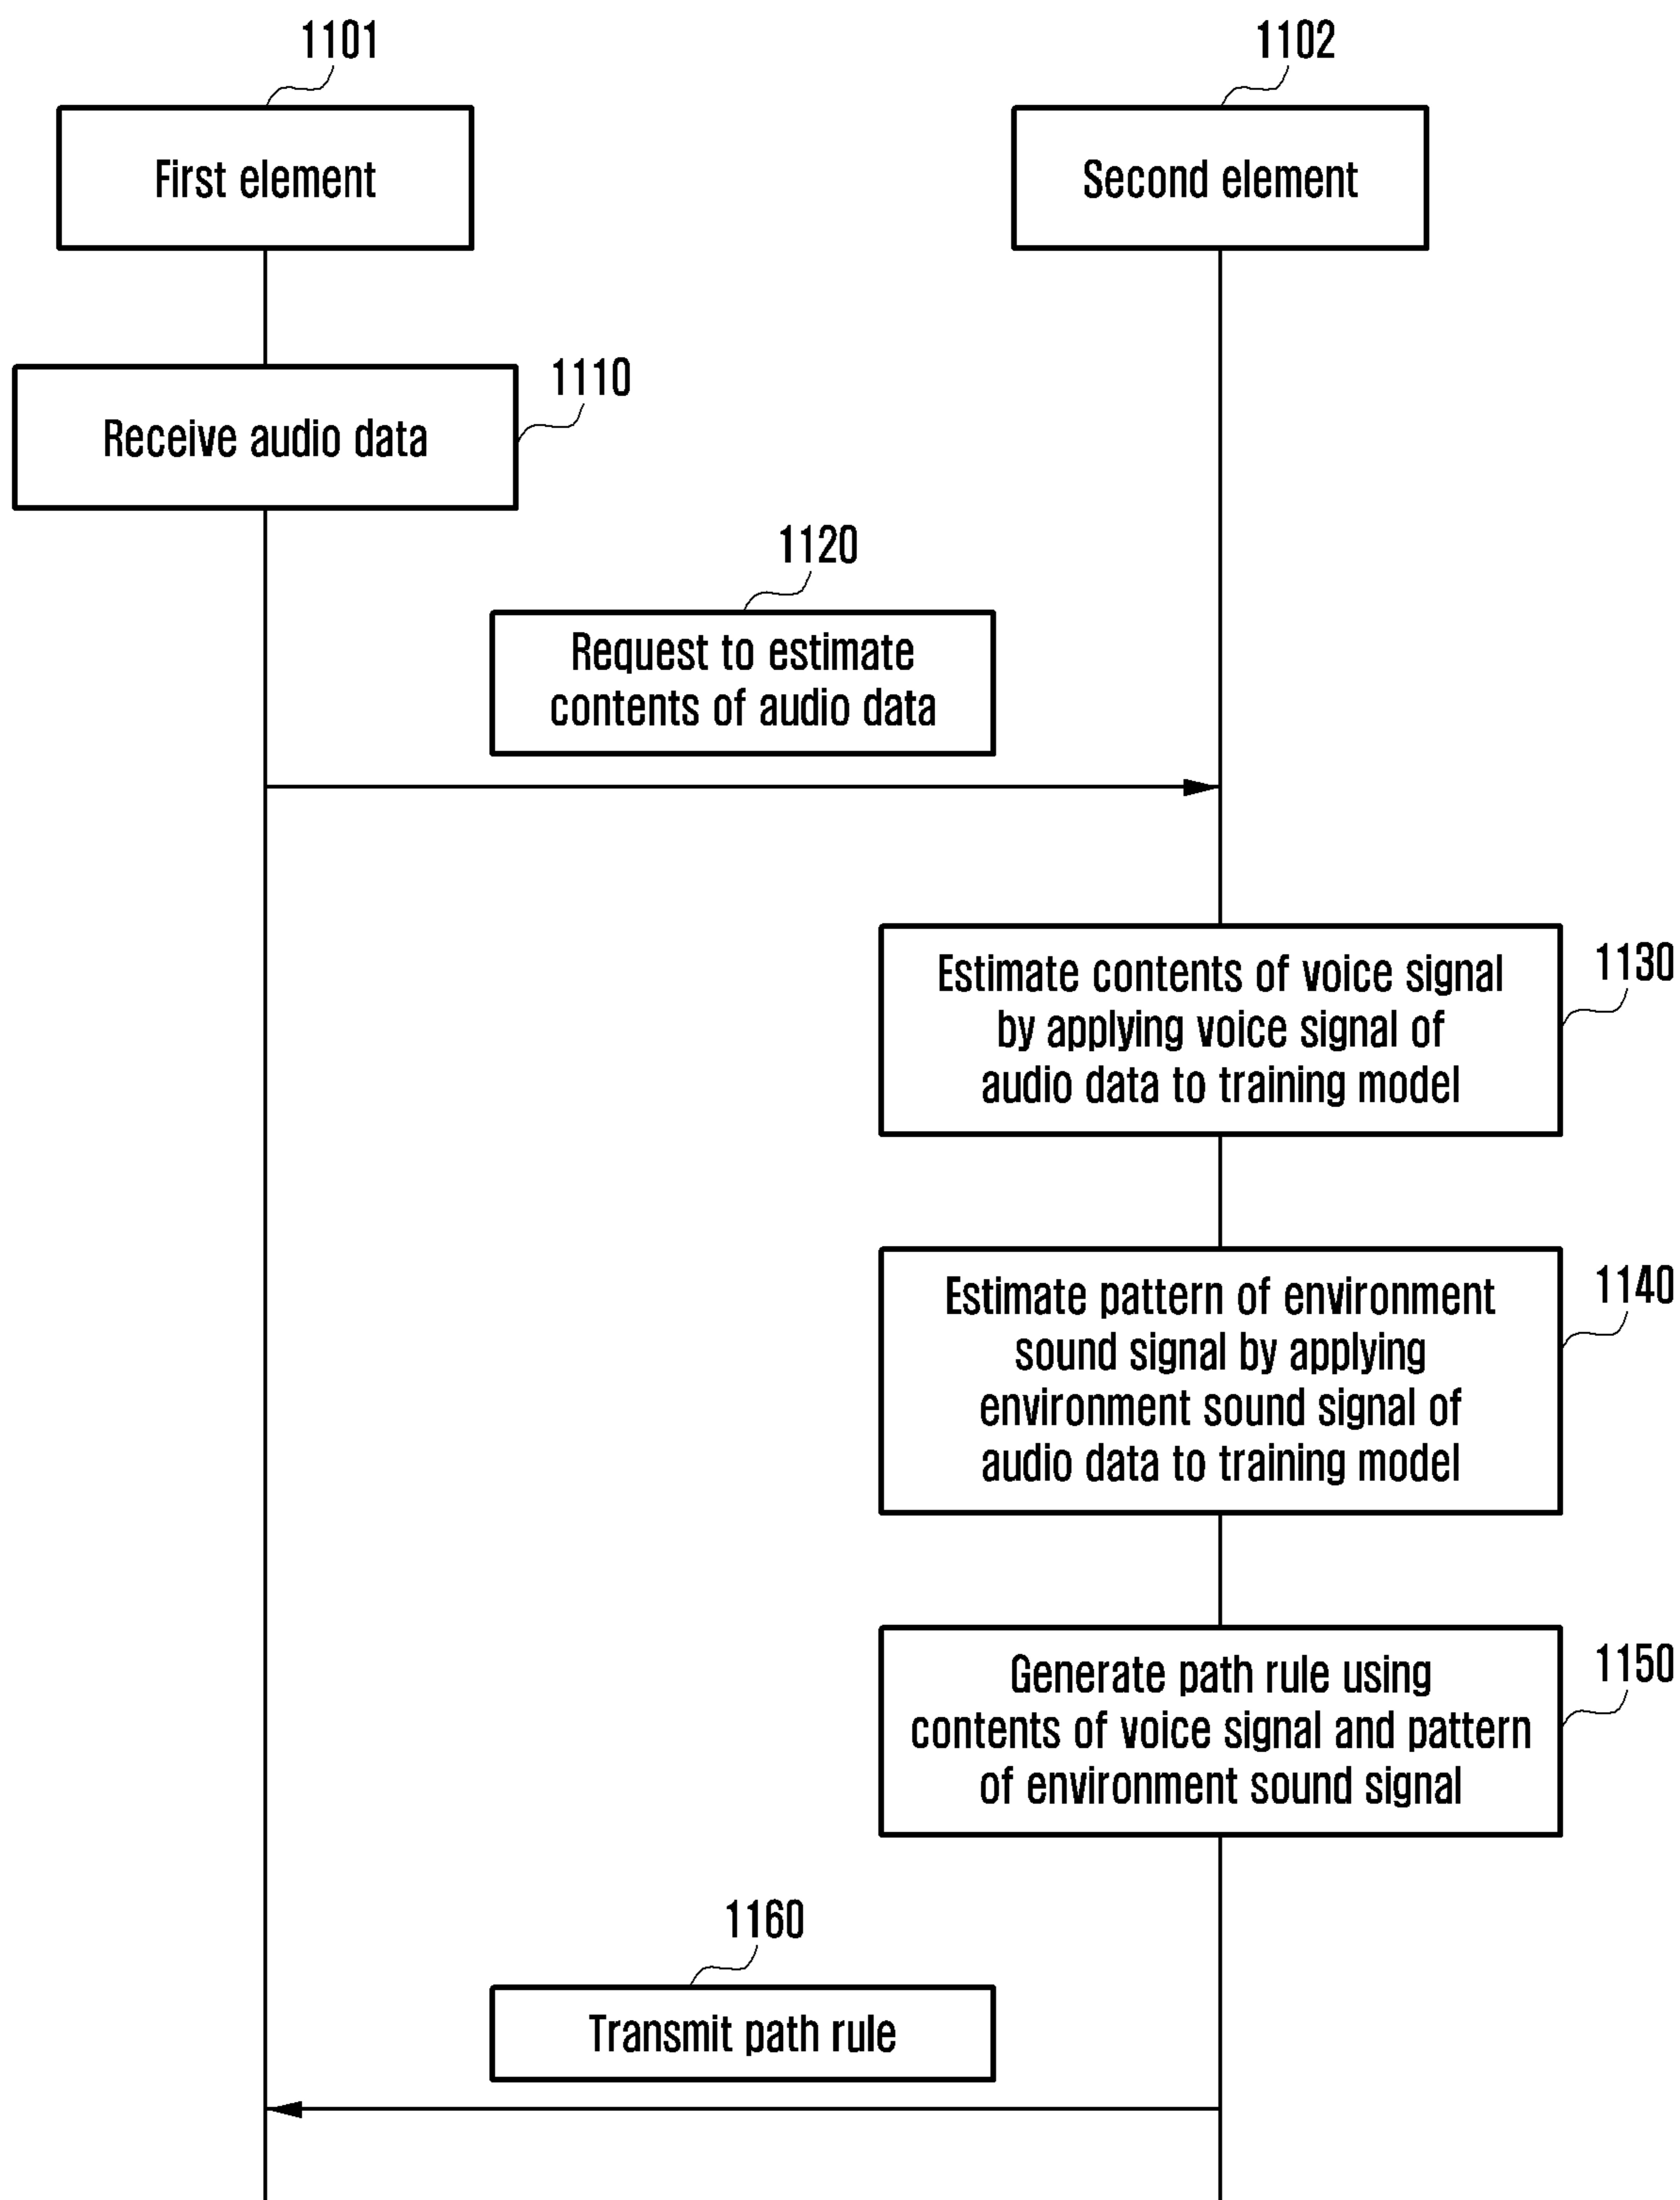 1101
1102
First element
Second element
1110
Receive audio data
1120
Request to estimate
contents of audio data
1130
Estimate contents of voice signal
by applying voice signal of
audio data to training model
1140
Estimate pattern of environment
sound signal by applying
environment sound signal of
audio data to training model
1150
Generate path rule using
contents of voice signal and pattern
of environment sound signal
1160
Transmit path rule